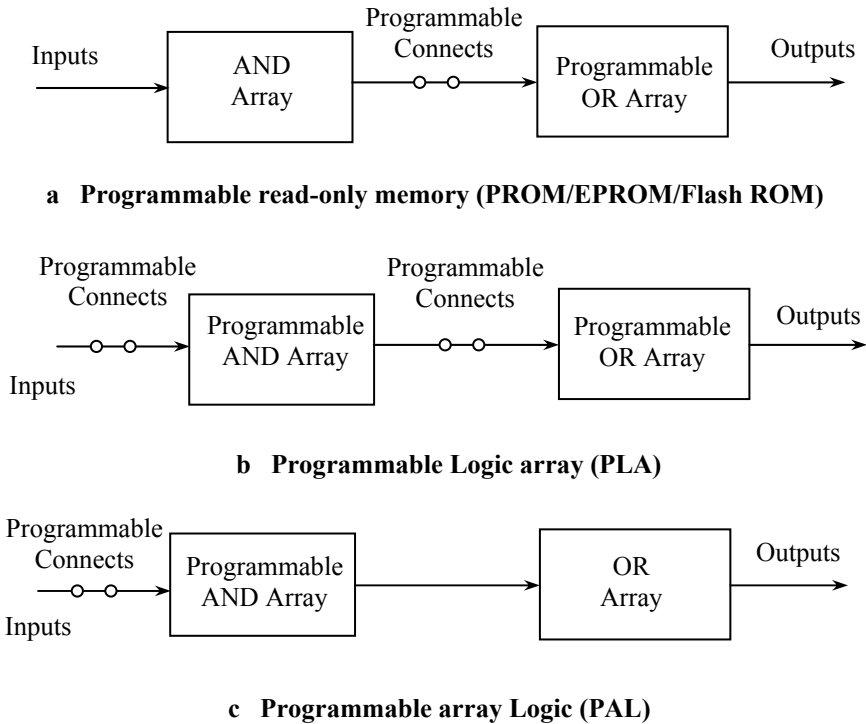 Inputs
AND
Array
Programmable
Connects
Programmable
OR Array
Outputs
a Programmable read-only memory (PROM/EPROM/Flash ROM)
Programmable
Connects
Inputs
Programmable
AND Array
Programmable
Connects
Programmable
OR Array
Outputs
b Programmable Logic array (PLA)
Programmable
Connects
Inputs
Programmable
AND Array
OR
Array
Outputs
c Programmable array Logic (PAL)